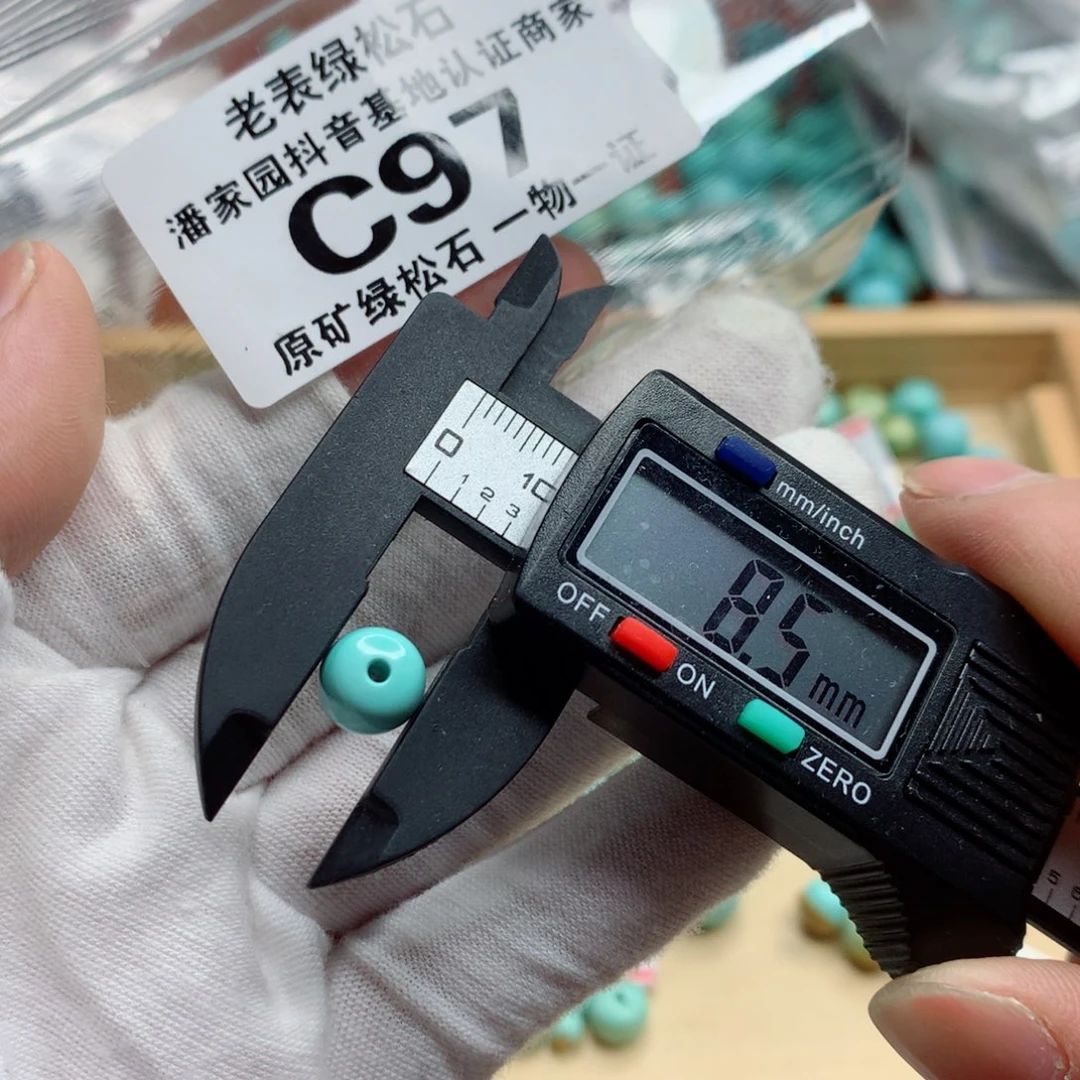 老表绿松石
潘家园抖音基地认证商家
C97
原矿绿松石 一物一证
0
10
1 2 3
mm/inch
8.5 mm
OFF
ON
ZERO
5 6